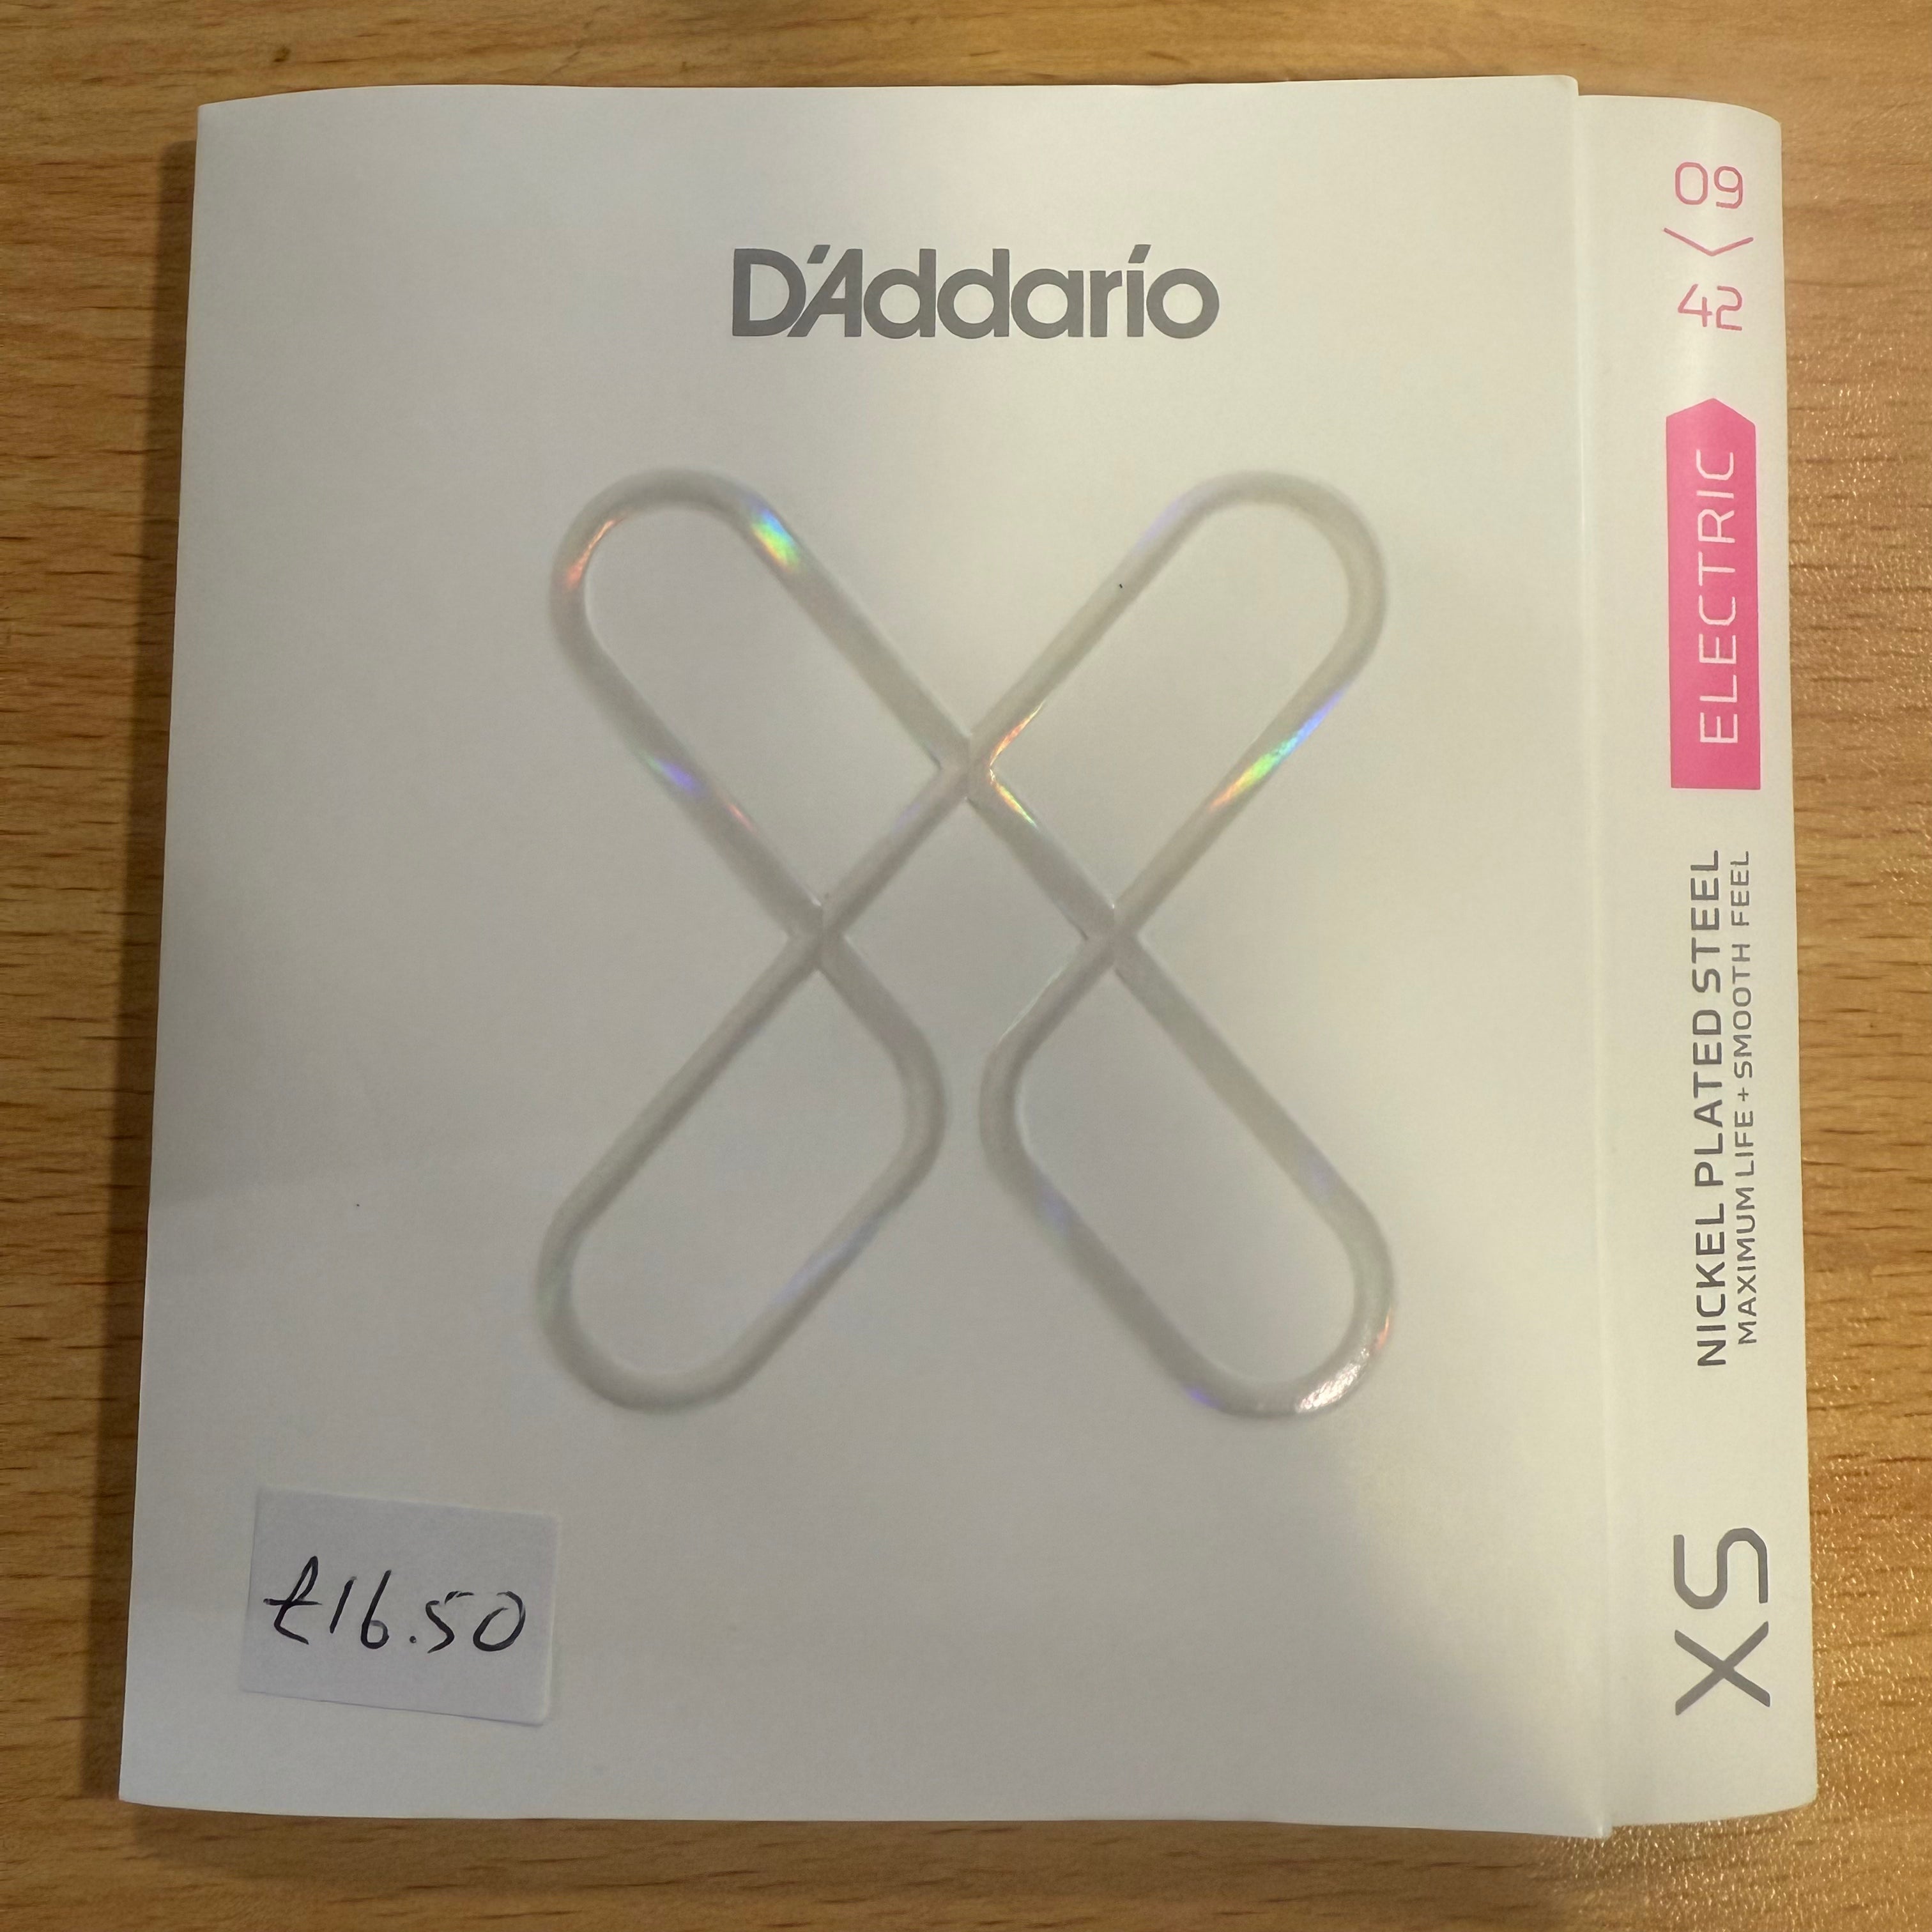 D'Addario
09
42
ELECTRIC
NICKEL PLATED STEEL
MAXIMUM LIFE + SMOOTH FEEL
XS
£16.50